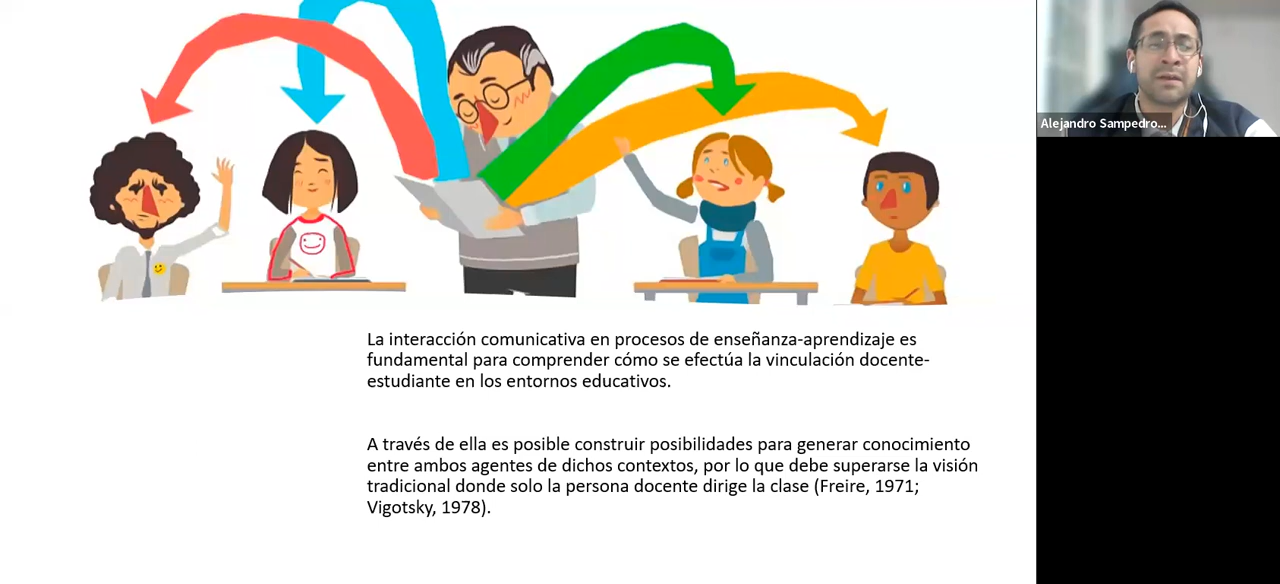 Alejandro Sampedro...
La interacción comunicativa en procesos de enseñanza-aprendizaje es
fundamental para comprender cómo se efectúa la vinculación docente-
estudiante en los entornos educativos.
A través de ella es posible construir posibilidades para generar conocimiento
entre ambos agentes de dichos contextos, por lo que debe superarse la visión
tradicional donde solo la persona docente dirige la clase (Freire, 1971;
Vigotsky, 1978).